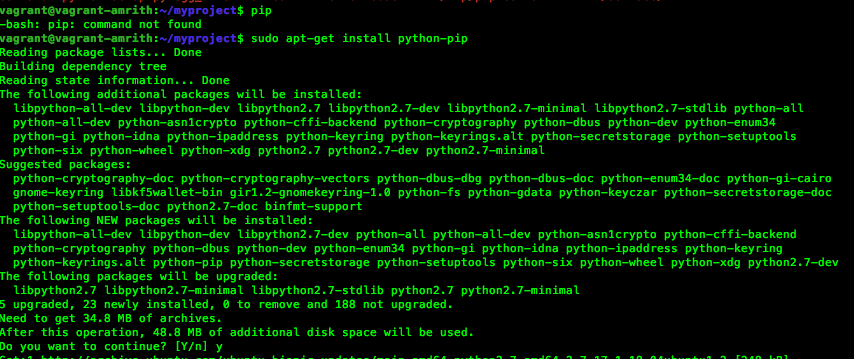 vagrant@vagrant-amrith:~/myproject$ pip
-bash: pip: command not found
vagrant@vagrant-amrith:~/myproject$ sudo apt-get install python-pip
Reading package lists... Done
Building dependency tree
Reading state information... Done
The following additional packages will be installed:
libpython-all-dev libpython-dev libpython2.7 libpython2.7-dev libpython2.7-minimal libpython2.7-stdlib python-all
python-all-dev python-asn1crypto python-cffi-backend python-cryptography python-dbus python-dev python-enum34
python-gi python-idna python-ipaddress python-keyring python-keyrings.alt python-secretstorage python-setuptools
python-six python-wheel python-xdg python2.7 python2.7-dev python2.7-minimal
Suggested packages:
python-cryptography-doc python-cryptography-vectors python-dbus-dbg python-dbus-doc python-enum34-doc python-gi-cairo
gnome-keyring libkf5wallet-bin gir1.2-gnomekeyring-1.0 python-fs python-gdata python-keyczar python-secretstorage-doc
python-setuptools-doc python2.7-doc binfmt-support
The following NEW packages will be installed:
libpython-all-dev libpython-dev libpython2.7-dev python-all python-all-dev python-asn1crypto python-cffi-backend
python-cryptography python-dbus python-dev python-enum34 python-gi python-idna python-ipaddress python-keyring
python-keyrings.alt python-pip python-secretstorage python-setuptools python-six python-wheel python-xdg python2.7-dev
The following packages will be upgraded:
libpython2.7 libpython2.7-minimal libpython2.7-stdlib python2.7 python2.7-minimal
5 upgraded, 23 newly installed, 0 to remove and 188 not upgraded.
Need to get 34.8 MB of archives.
After this operation, 48.8 MB of additional disk space will be used.
Do you want to continue? [Y/n] y